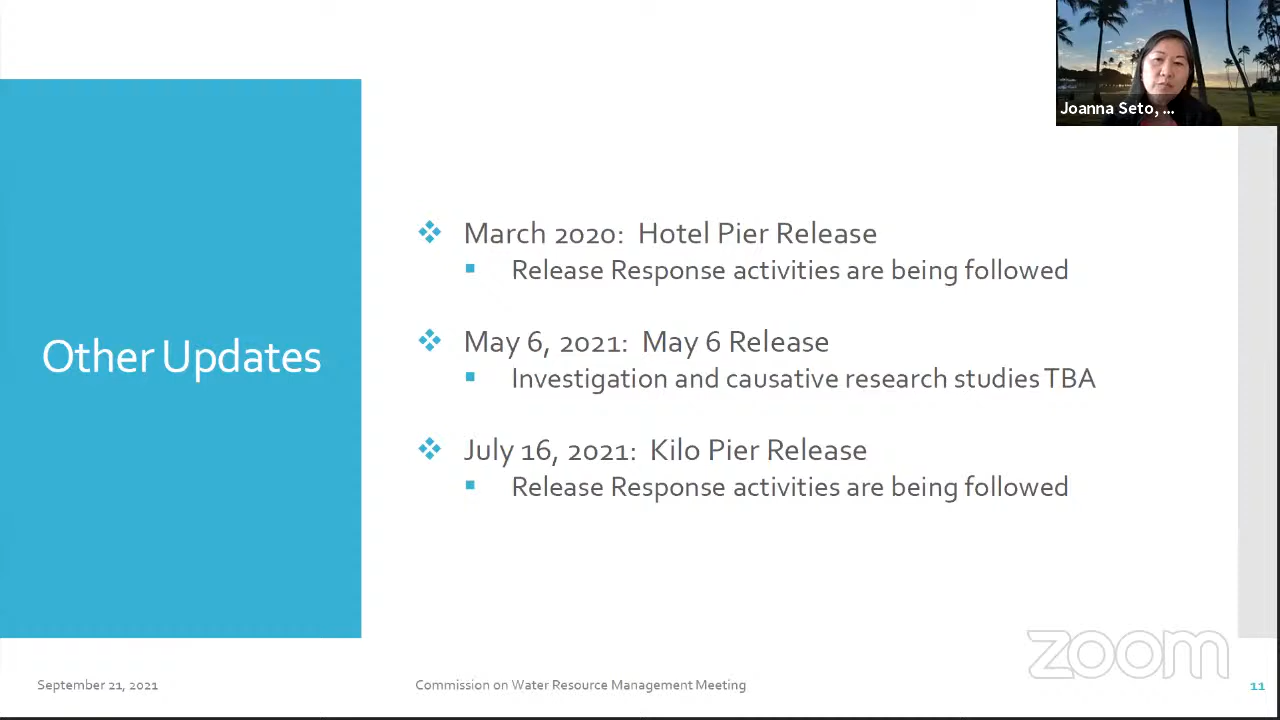 Joanna Seto, ...
March 2020: Hotel Pier Release
Release Response activities are being followed
May 6, 2021: May 6 Release
Investigation and causative research studies TBA
July 16, 2021: Kilo Pier Release
Release Response activities are being followed
Other Updates
zoom
September 21, 2021
Commission on Water Resource Management Meeting
11